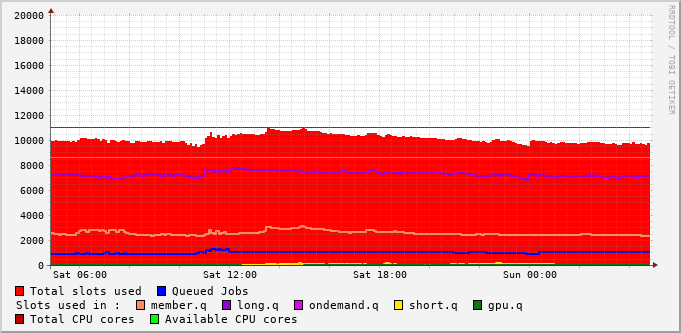 RRDTOOL / TOBI OETIKER
20000
18000
16000
14000
12000
10000
8000
6000
4000
2000
0
Sat 06:00 Sat 12:00 Sat 18:00 Sun 00:00
Total slots used Queued Jobs
Slots used in : member.q long.q ondemand.q short.q gpu.q
Total CPU cores Available CPU cores